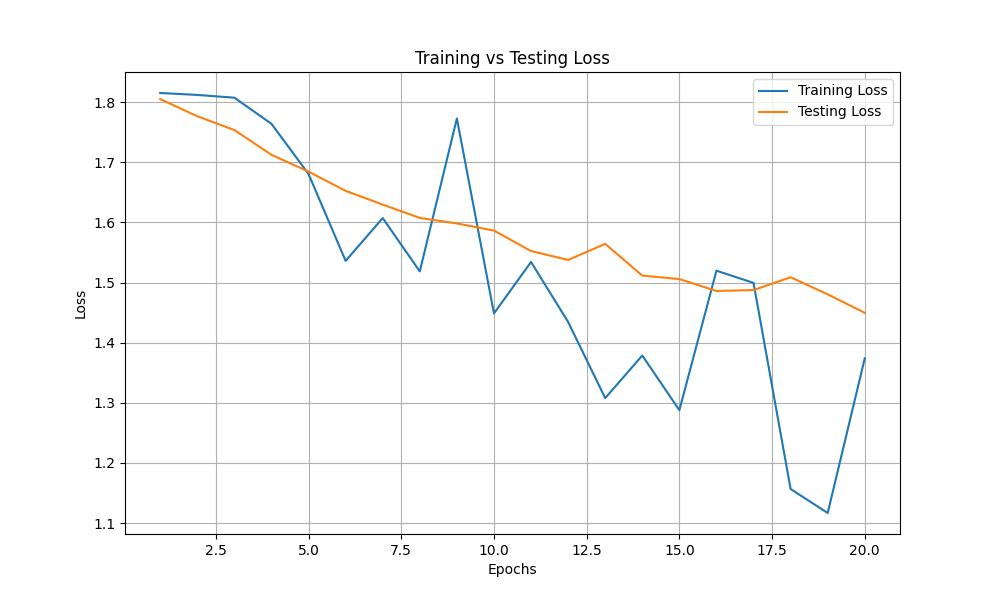 Training vs Testing Loss
Training Loss
Testing Loss
1.8
1.7
1.6
1.5
1.4
1.3
1.2
1.1
Loss
2.5 5.0 7.5 10.0 12.5 15.0 17.5 20.0
Epochs